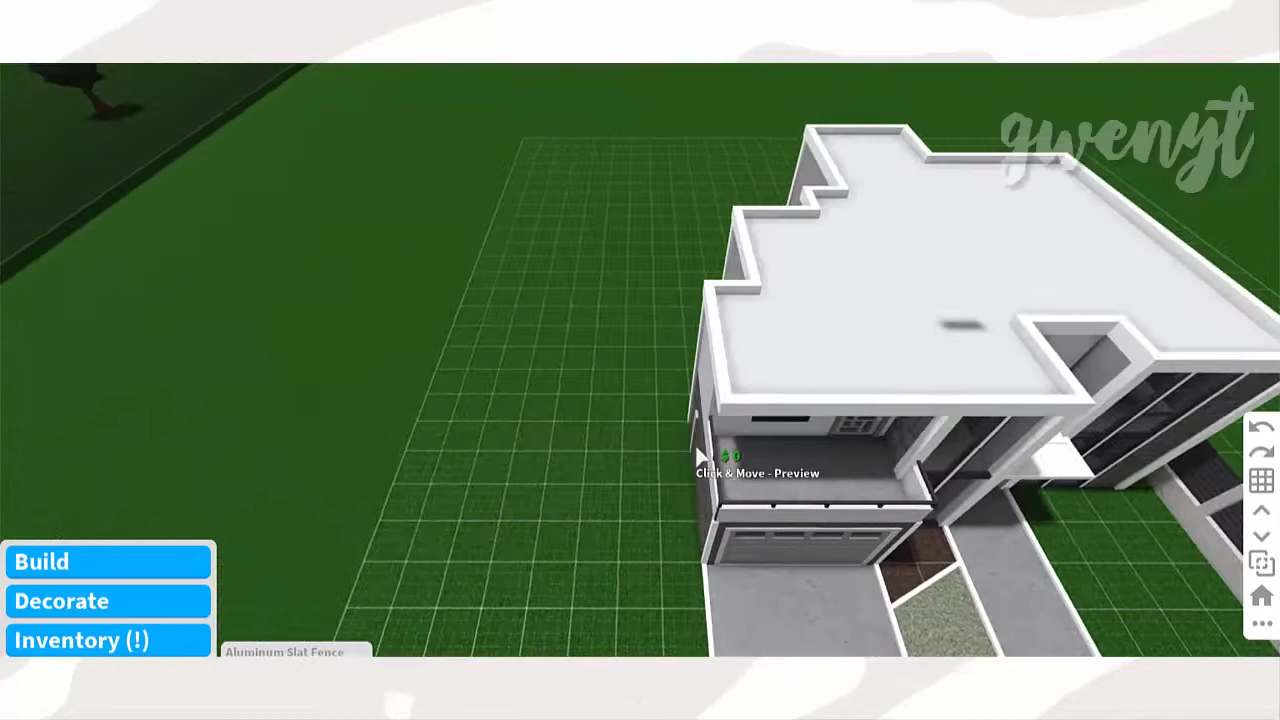 gwenyt
$ 0
Click & Move - Preview
Build
Decorate
Inventory (!)
Aluminum Slat Fence